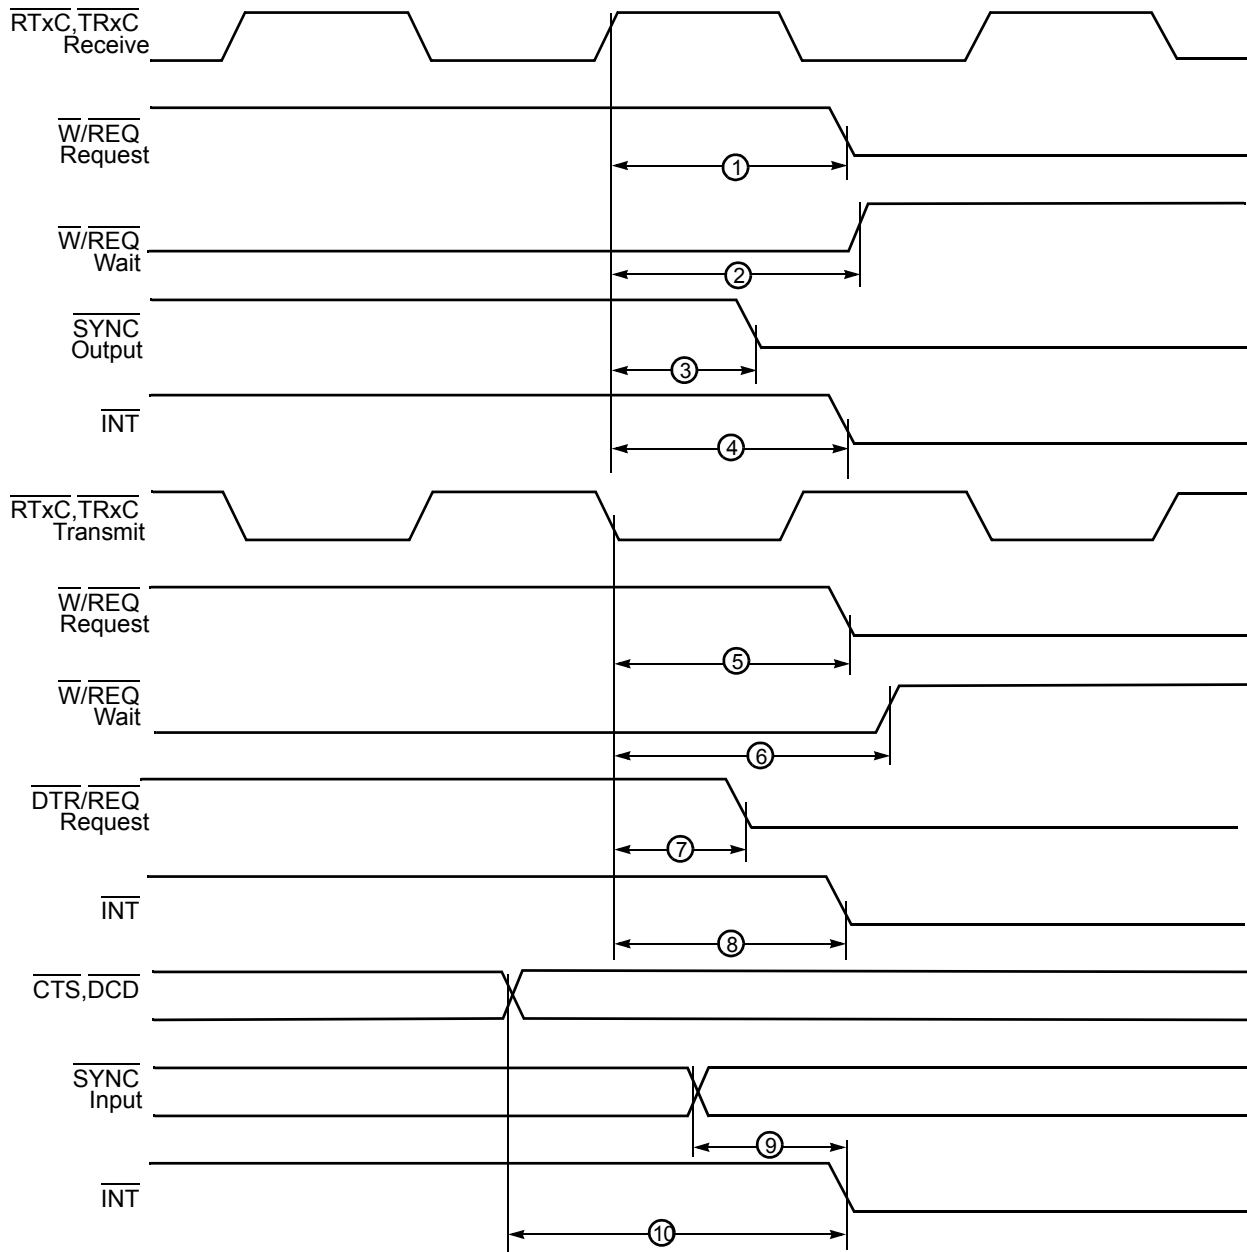 RTxC,TRxC
Receive
W/REQ
Request
1
W/REQ
Wait
2
SYNC
Output
3
INT
4
RTxC,TRxC
Transmit
W/REQ
Request
5
W/REQ
Wait
6
DTR/REQ
Request
7
INT
8
CTS,DCD
SYNC
Input
9
INT
10